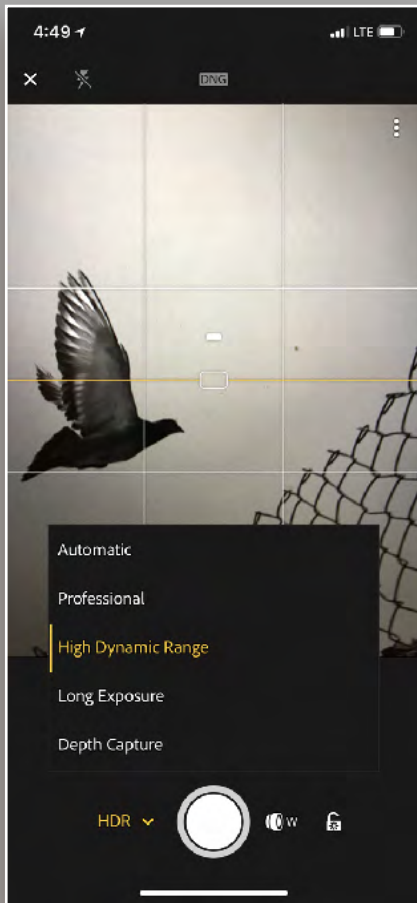 4:49
LTE
DNG
Automatic
Professional
High Dynamic Range
Long Exposure
Depth Capture
HDR
W